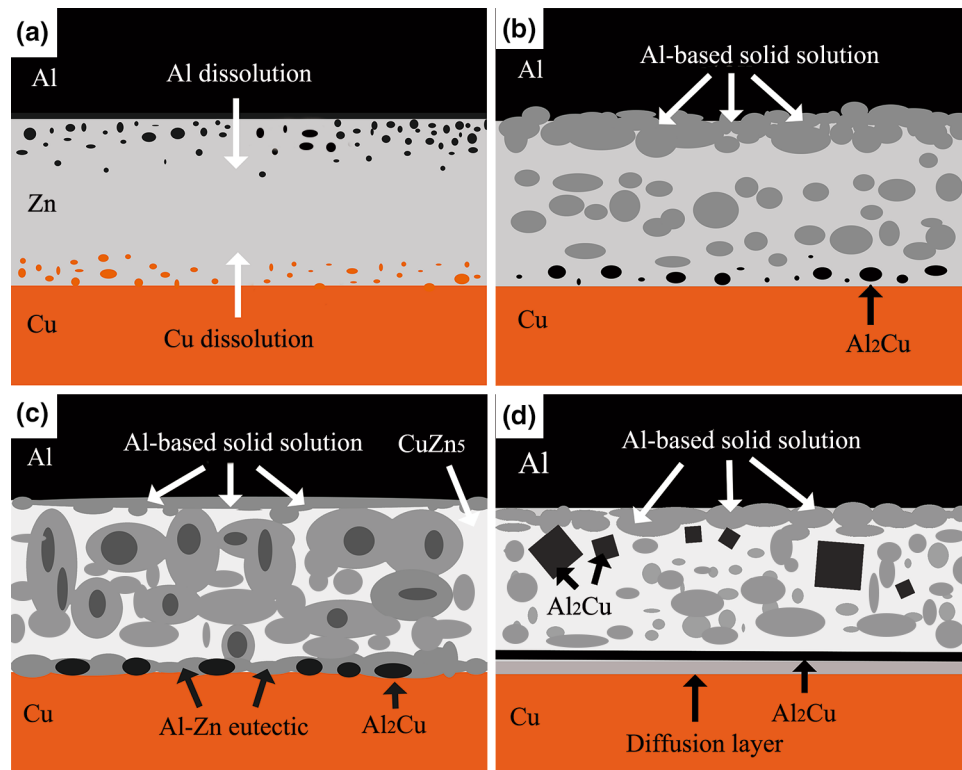 (a)
Al
Al dissolution
Zn
Cu
Cu dissolution
(b)
Al
Al-based solid solution
Cu
Al₂Cu
(c)
Al
Al-based solid solution
CuZn₅
Cu
Al-Zn eutectic
Al₂Cu
(d)
Al
Al-based solid solution
Al₂Cu
Cu
Al₂Cu
Diffusion layer